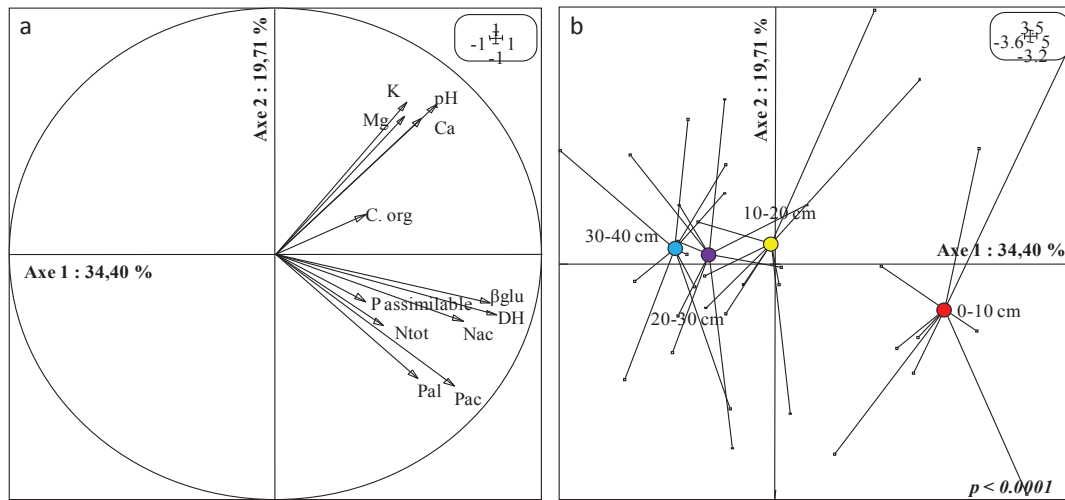 a
1
-1 1
-1
Axe 2 : 19,71 %
K
pH
Mg
Ca
C. org
Axe 1 : 34,40 %
P assimilable
βglu
DH
Ntot
Nac
Pal
Pac
b
3.5
-3.6 5
-3.2
Axe 2 : 19,71 %
10-20 cm
30-40 cm
Axe 1 : 34,40 %
20-30 cm
0-10 cm
p < 0.0001